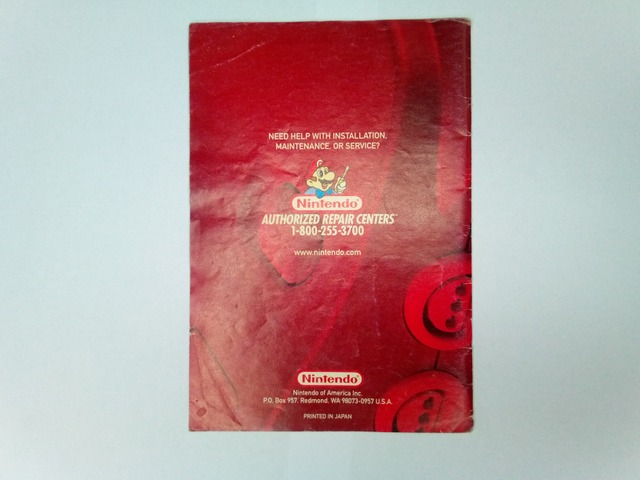 NEED HELP WITH INSTALLATION,
MAINTENANCE, OR SERVICE?
Nintendo®
AUTHORIZED REPAIR CENTERS™
1-800-255-3700
www.nintendo.com
Nintendo®
Nintendo of America Inc.
P.O. Box 957, Redmond, WA 98073-0957 U.S.A.
PRINTED IN JAPAN